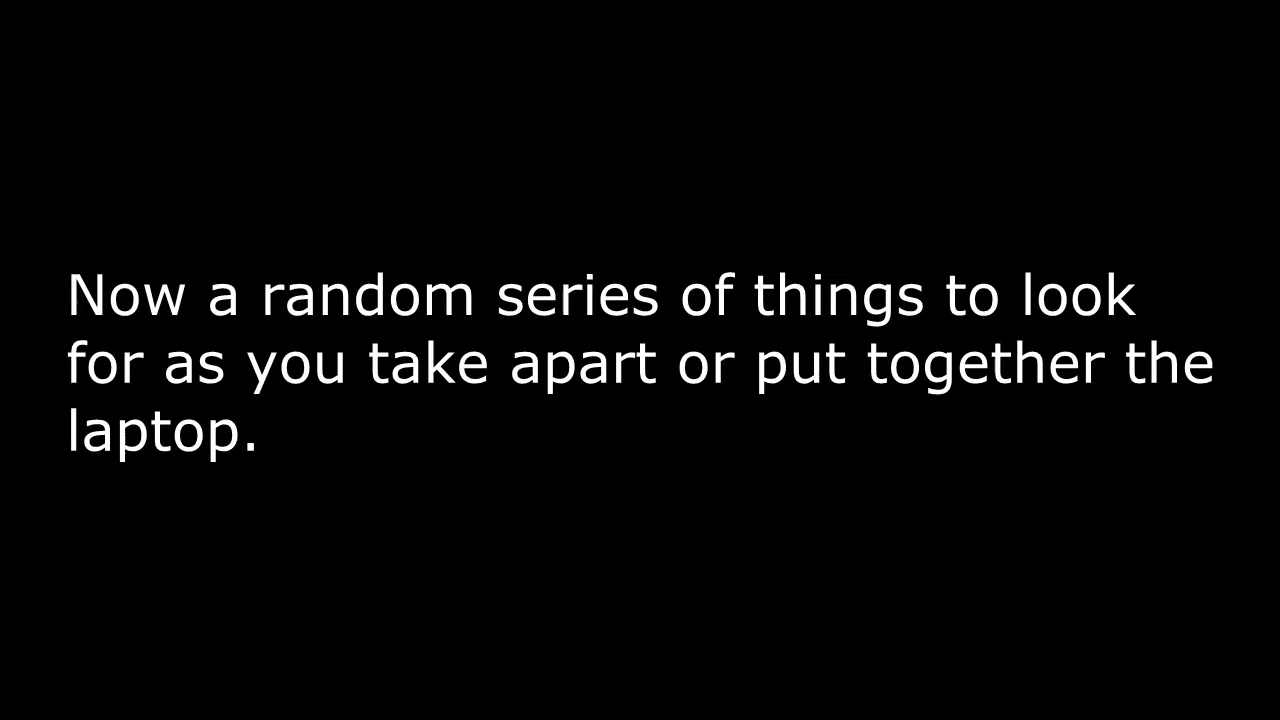 Now a random series of things to look
for as you take apart or put together the
laptop.